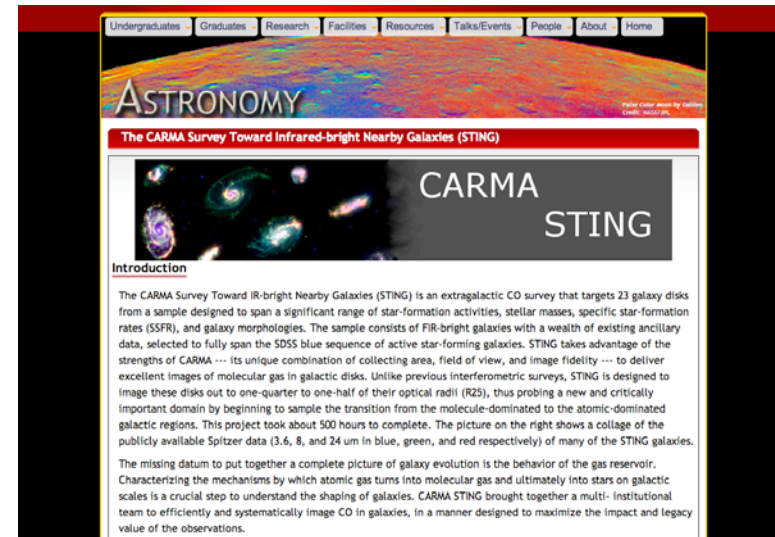 Undergraduates Graduates Research Facilities Resources Talks/Events People About Home
ASTRONOMY
False Color Moon by Galileo
Credit: NASA/JPL
The CARMA Survey Toward Infrared-bright Nearby Galaxies (STING)
CARMA
STING
Introduction
The CARMA Survey Toward IR-bright Nearby Galaxies (STING) is an extragalactic CO survey that targets 23 galaxy disks
from a sample designed to span a significant range of star-formation activities, stellar masses, specific star-formation
rates (SSFR), and galaxy morphologies. The sample consists of FIR-bright galaxies with a wealth of existing ancillary
data, selected to fully span the SDSS blue sequence of active star-forming galaxies. STING takes advantage of the
strengths of CARMA --- its unique combination of collecting area, field of view, and image fidelity --- to deliver
excellent images of molecular gas in galactic disks. Unlike previous interferometric surveys, STING is designed to
image these disks out to one-quarter to one-half of their optical radii (R25), thus probing a new and critically
important domain by beginning to sample the transition from the molecule-dominated to the atomic-dominated
galactic regions. This project took about 500 hours to complete. The picture on the right shows a collage of the
publicly available Spitzer data (3.6, 8, and 24 um in blue, green, and red respectively) of many of the STING galaxies.
The missing datum to put together a complete picture of galaxy evolution is the behavior of the gas reservoir.
Characterizing the mechanisms by which atomic gas turns into molecular gas and ultimately into stars on galactic
scales is a crucial step to understand the shaping of galaxies. CARMA STING brought together a multi- institutional
team to efficiently and systematically image CO in galaxies, in a manner designed to maximize the impact and legacy
value of the observations.